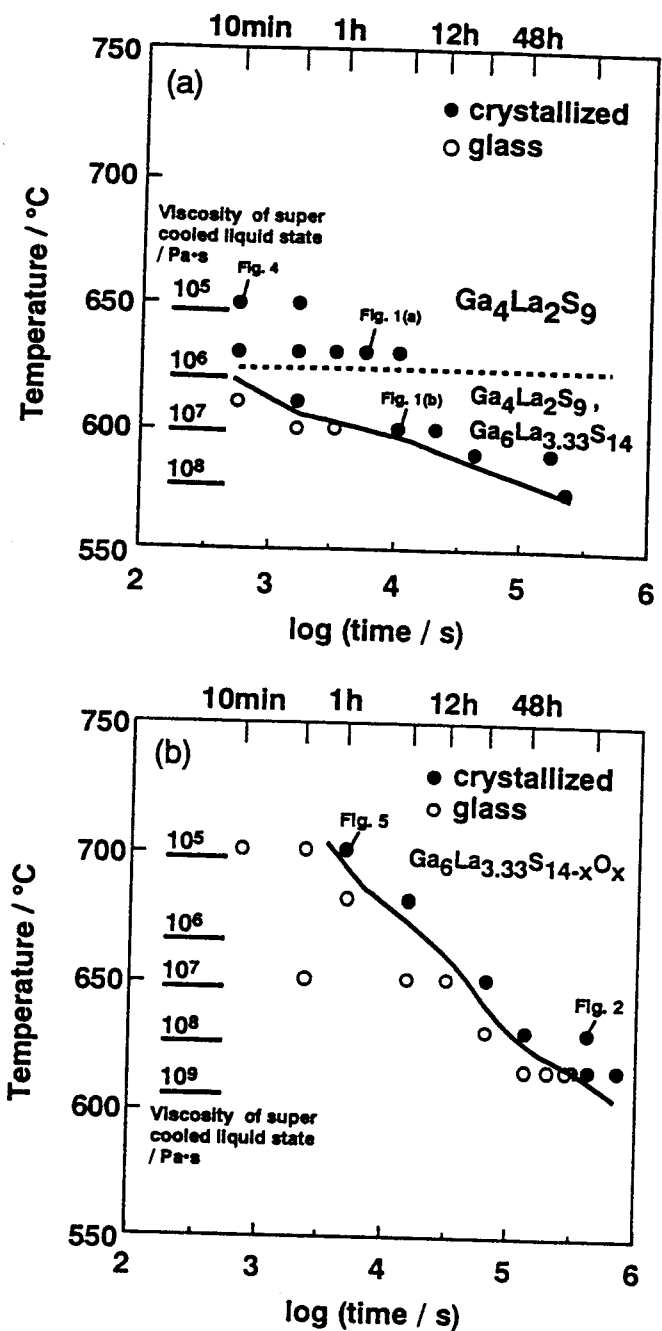 10min 1h 12h 48h
750
(a)
● crystallized
○ glass
700
Viscosity of super
cooled liquid state
/ Pa•s
Fig. 4
10⁵
650
Ga₄La₂S₉
Fig. 1(a)
10⁶
Ga₄La₂S₉ ,
Fig. 1(b)
Ga₆La₃.₃₃S₁₄
10⁷
600
10⁸
550
Temperature / °C
2 3 4 5 6
log (time / s)
10min 1h 12h 48h
750
(b)
● crystallized
○ glass
Fig. 5
700
10⁵
Ga₆La₃.₃₃S₁₄₋ₓOₓ
10⁶
650
10⁷
Fig. 2
10⁸
10⁹
600
Viscosity of super
cooled liquid state
/ Pa•s
550
Temperature / °C
2 3 4 5 6
log (time / s)